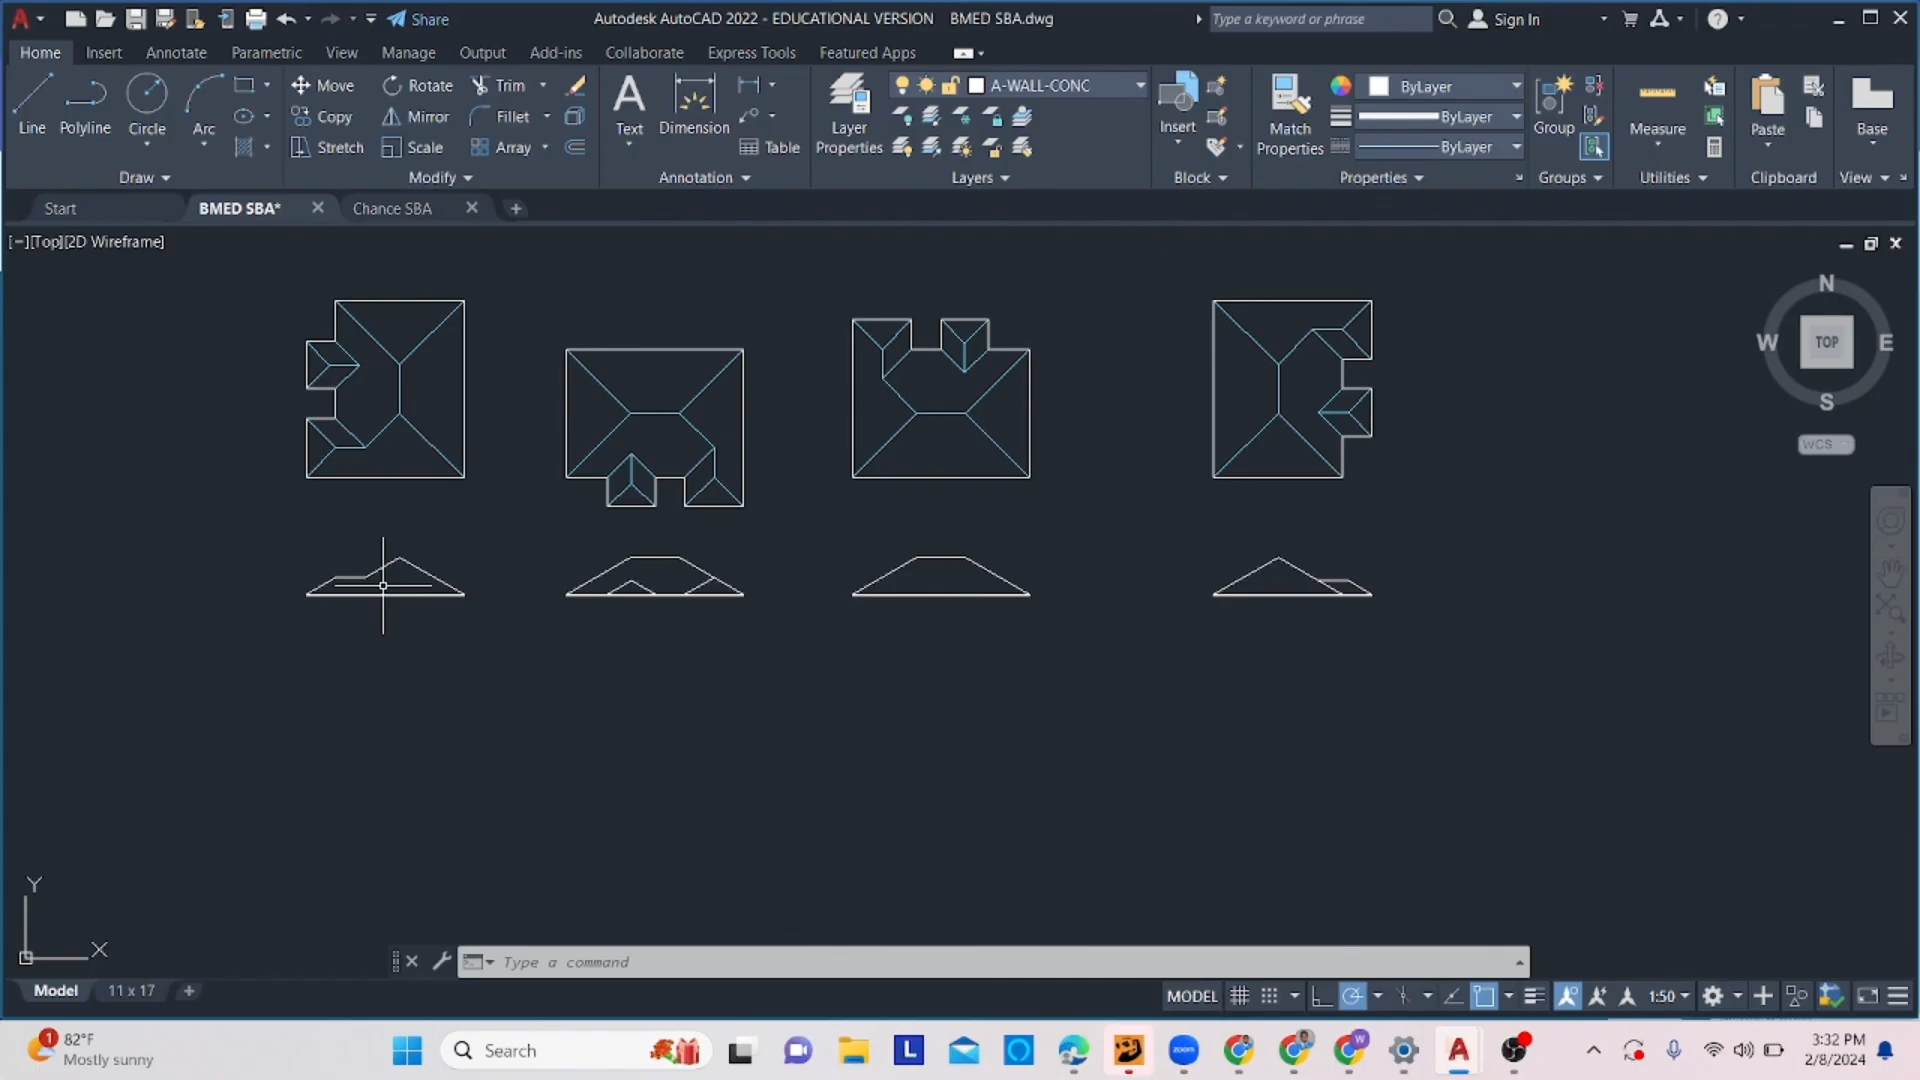 Share
Autodesk AutoCAD 2022 - EDUCATIONAL VERSION BMED SBA.dwg
Type a keyword or phrase
Sign In
Home Insert Annotate Parametric View Manage Output Add-ins Collaborate Express Tools Featured Apps
Line Polyline Circle Arc
Move Rotate Trim
Copy Mirror Fillet
Stretch Scale Array
Text Dimension Table
Layer Properties
A-WALL-CONC
Insert
Match Properties
ByLayer
ByLayer
ByLayer
Group Measure Paste Base
Draw Modify Annotation Layers Block Properties Groups Utilities Clipboard View
Start BMED SBA* Chance SBA
[−][Top][2D Wireframe]
N
W TOP E
S
WCS
Y
X
Type a command
Model 11 x 17
MODEL 1:50
1
82°F
Mostly sunny
Search
L
zoom
W
A
3:32 PM
2/8/2024